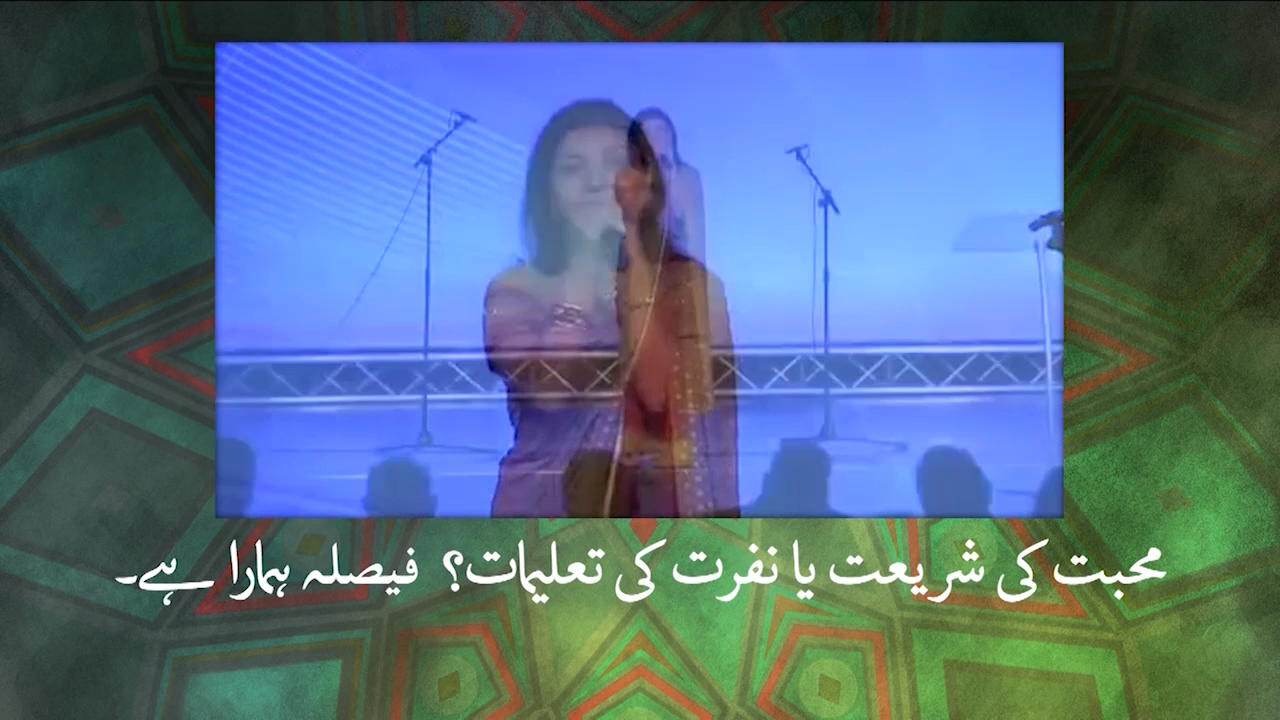 محبت کی شریعت یا نفرت کی تعلیمات؟ فیصلہ ہمارا ہے۔